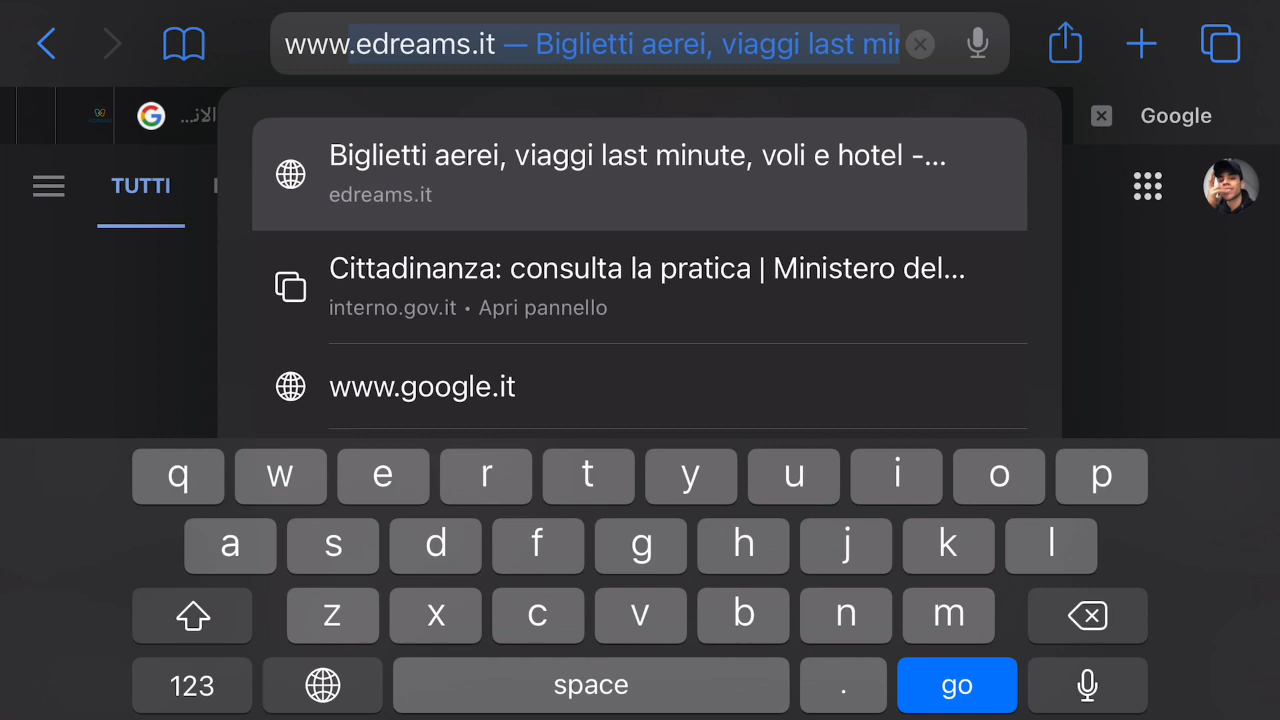 www.edreams.it — Biglietti aerei, viaggi last
...الانـ
Google
TUTTI
Biglietti aerei, viaggi last minute, voli e hotel -...
edreams.it
Cittadinanza: consulta la pratica | Ministero del...
interno.gov.it • Apri pannello
www.google.it
q w e r t y u i o p
a s d f g h j k l
z x c v b n m
123 space . go